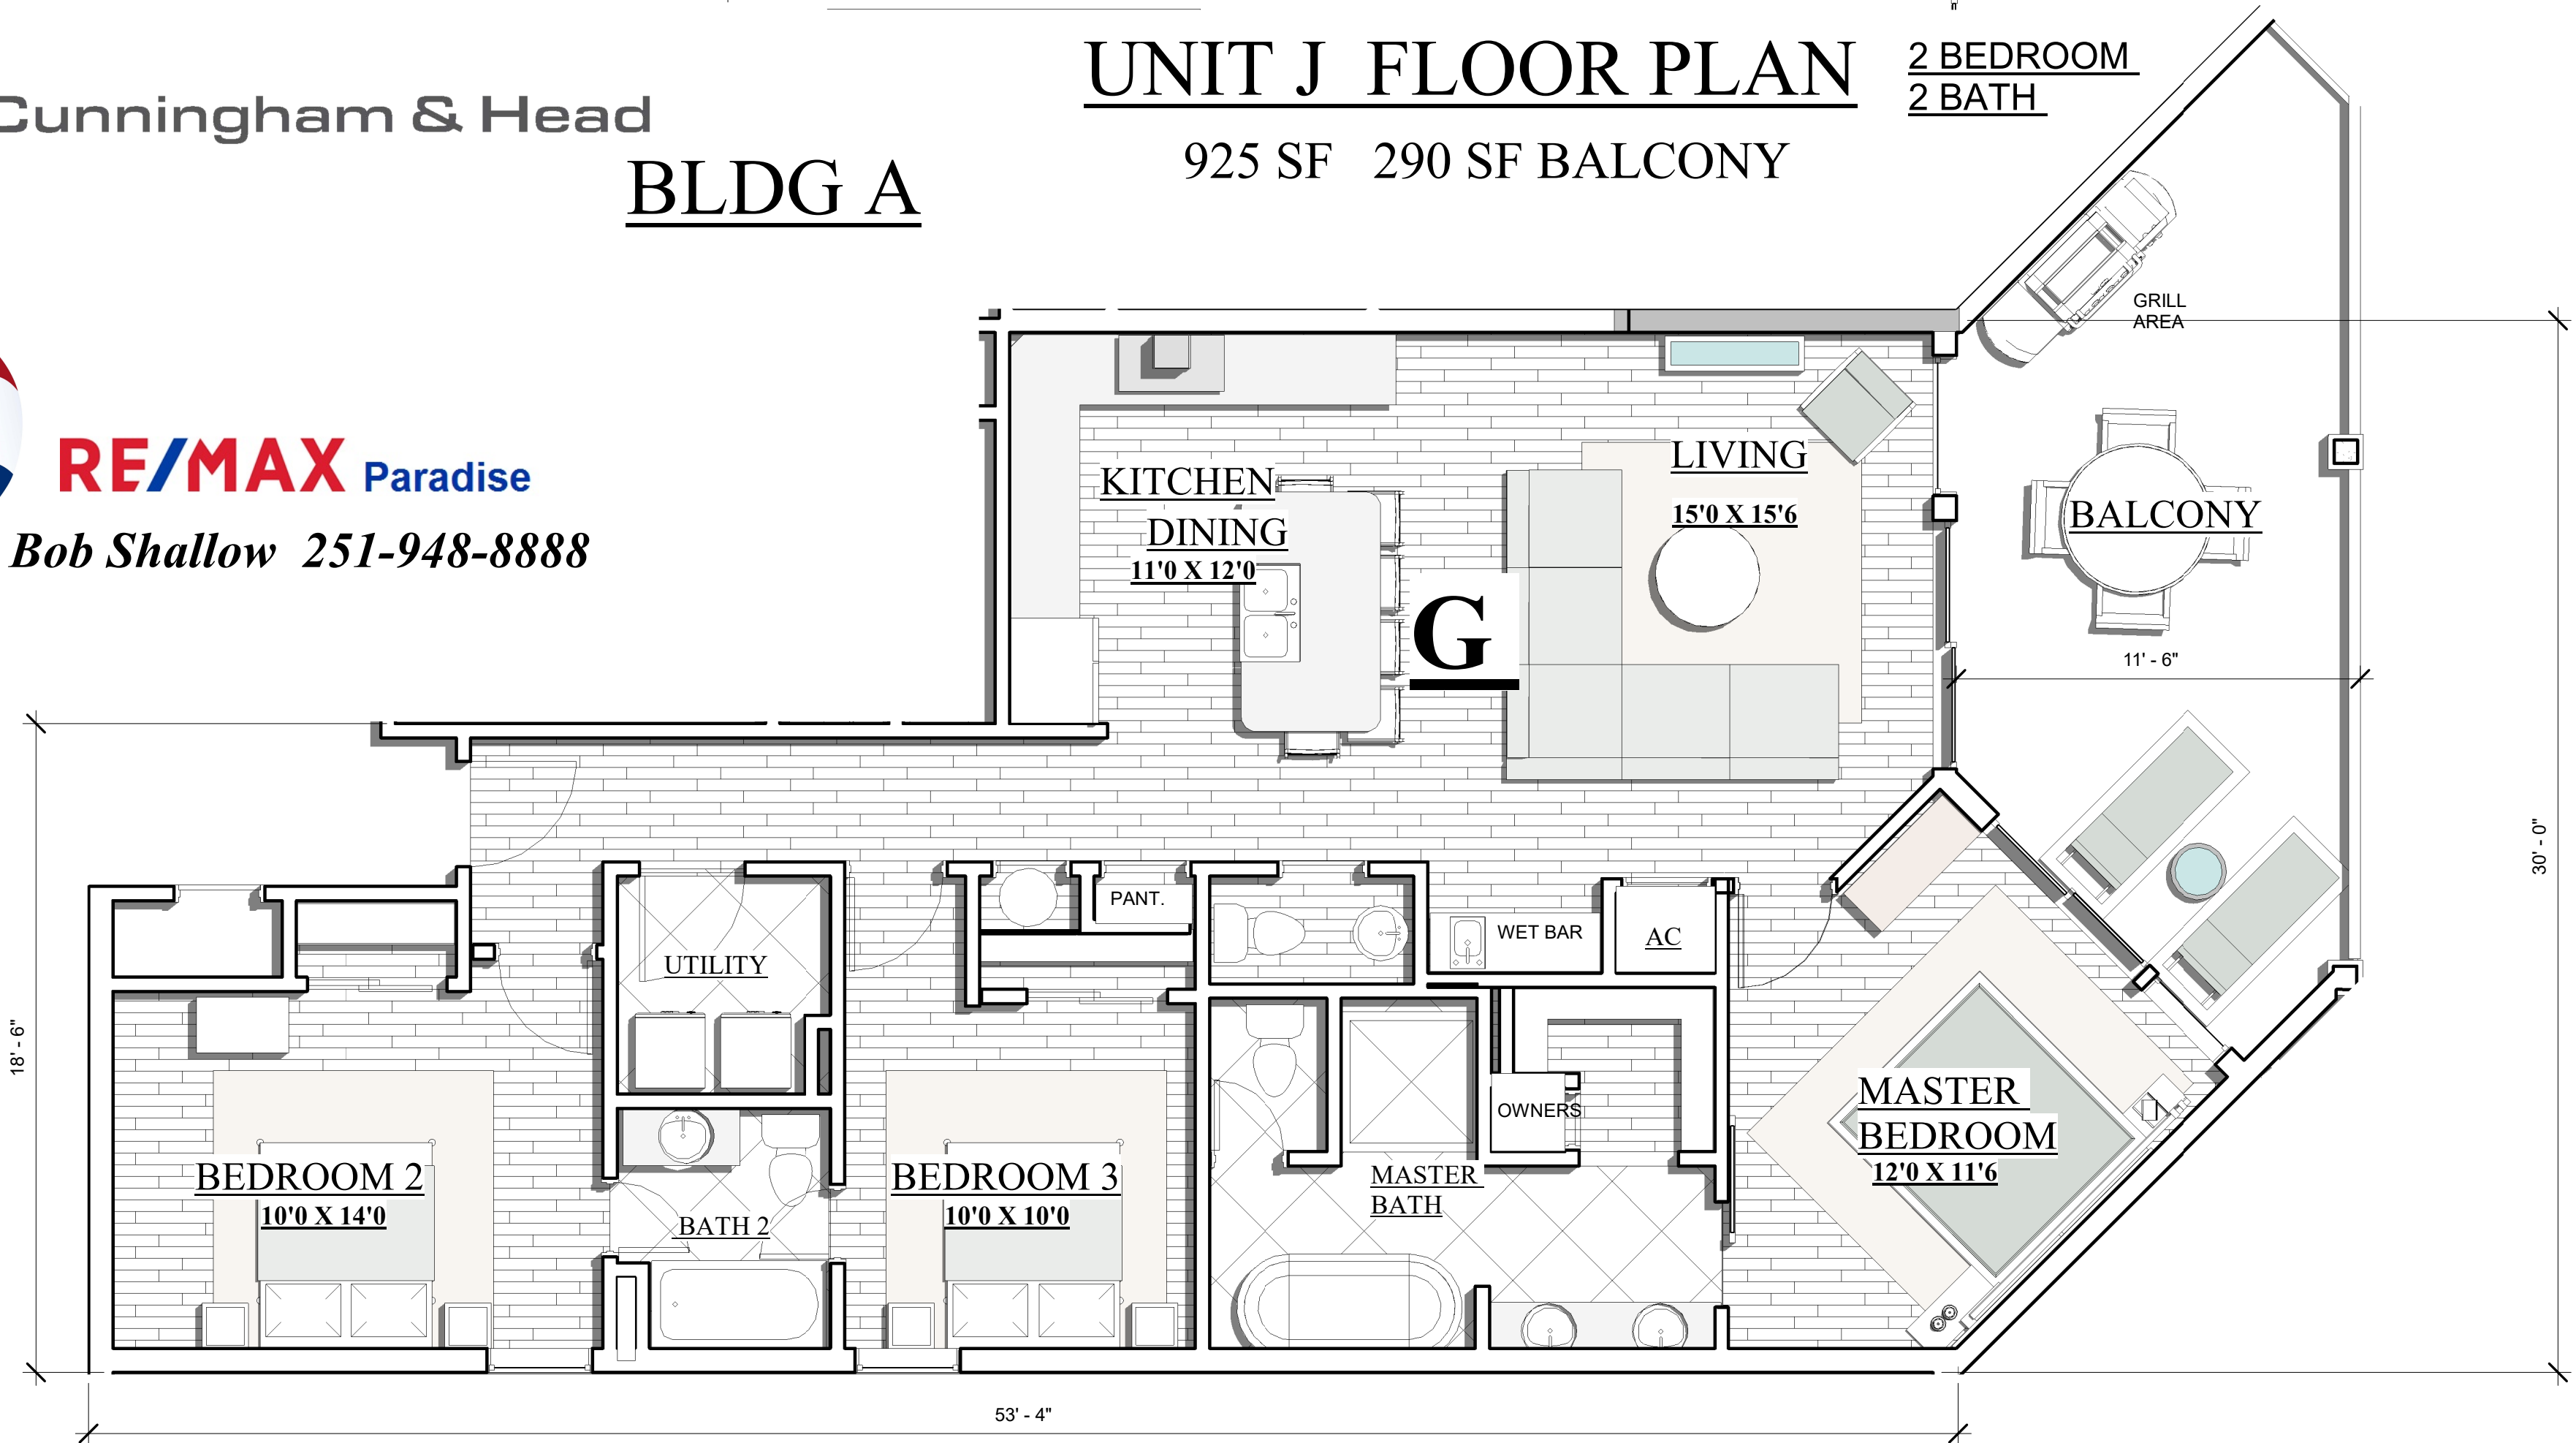 UNIT J FLOOR PLAN
2 BEDROOM
2 BATH
Cunningham & Head
925 SF 290 SF BALCONY
BLDG A
GRILL
AREA
RE/MAX Paradise
Bob Shallow 251-948-8888
KITCHEN
DINING
11'0 X 12'0
LIVING
15'0 X 15'6
BALCONY
G
11' - 6"
30' - 0"
18' - 6"
PANT.
WET BAR
AC
UTILITY
OWNERS
MASTER
BEDROOM
12'0 X 11'6
BEDROOM 2
10'0 X 14'0
BATH 2
BEDROOM 3
10'0 X 10'0
MASTER
BATH
53' - 4"